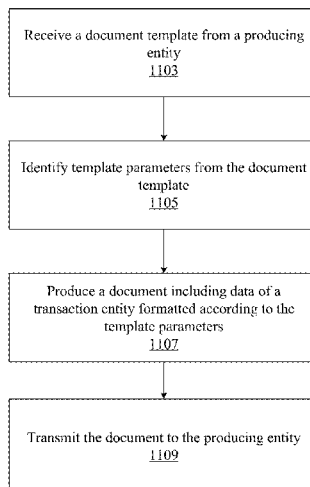 Receive a document template from a producing
entity
1103
Identify template parameters from the document
template
1105
Produce a document including data of a
transaction entity formatted according to the
template parameters
1107
Transmit the document to the producing entity
1109